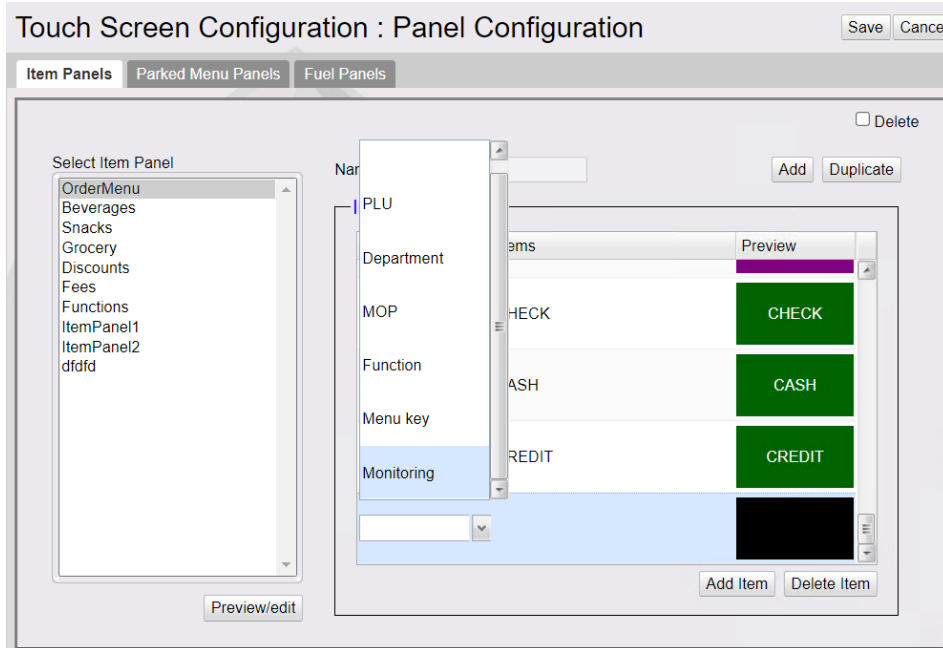 Touch Screen Configuration : Panel Configuration
Save
Item Panels
Parked Menu Panels
Fuel Panels
Delete
Select Item Panel
OrderMenu
Beverages
Snacks
Grocery
Discounts
Fees
Functions
ItemPanel1
ItemPanel2
dfdfd
Preview/edit
Add
Duplicate
Preview
PLU
Department
MOP
Function
Menu key
Monitoring
CHECK
CASH
CREDIT
Add Item
Delete Item